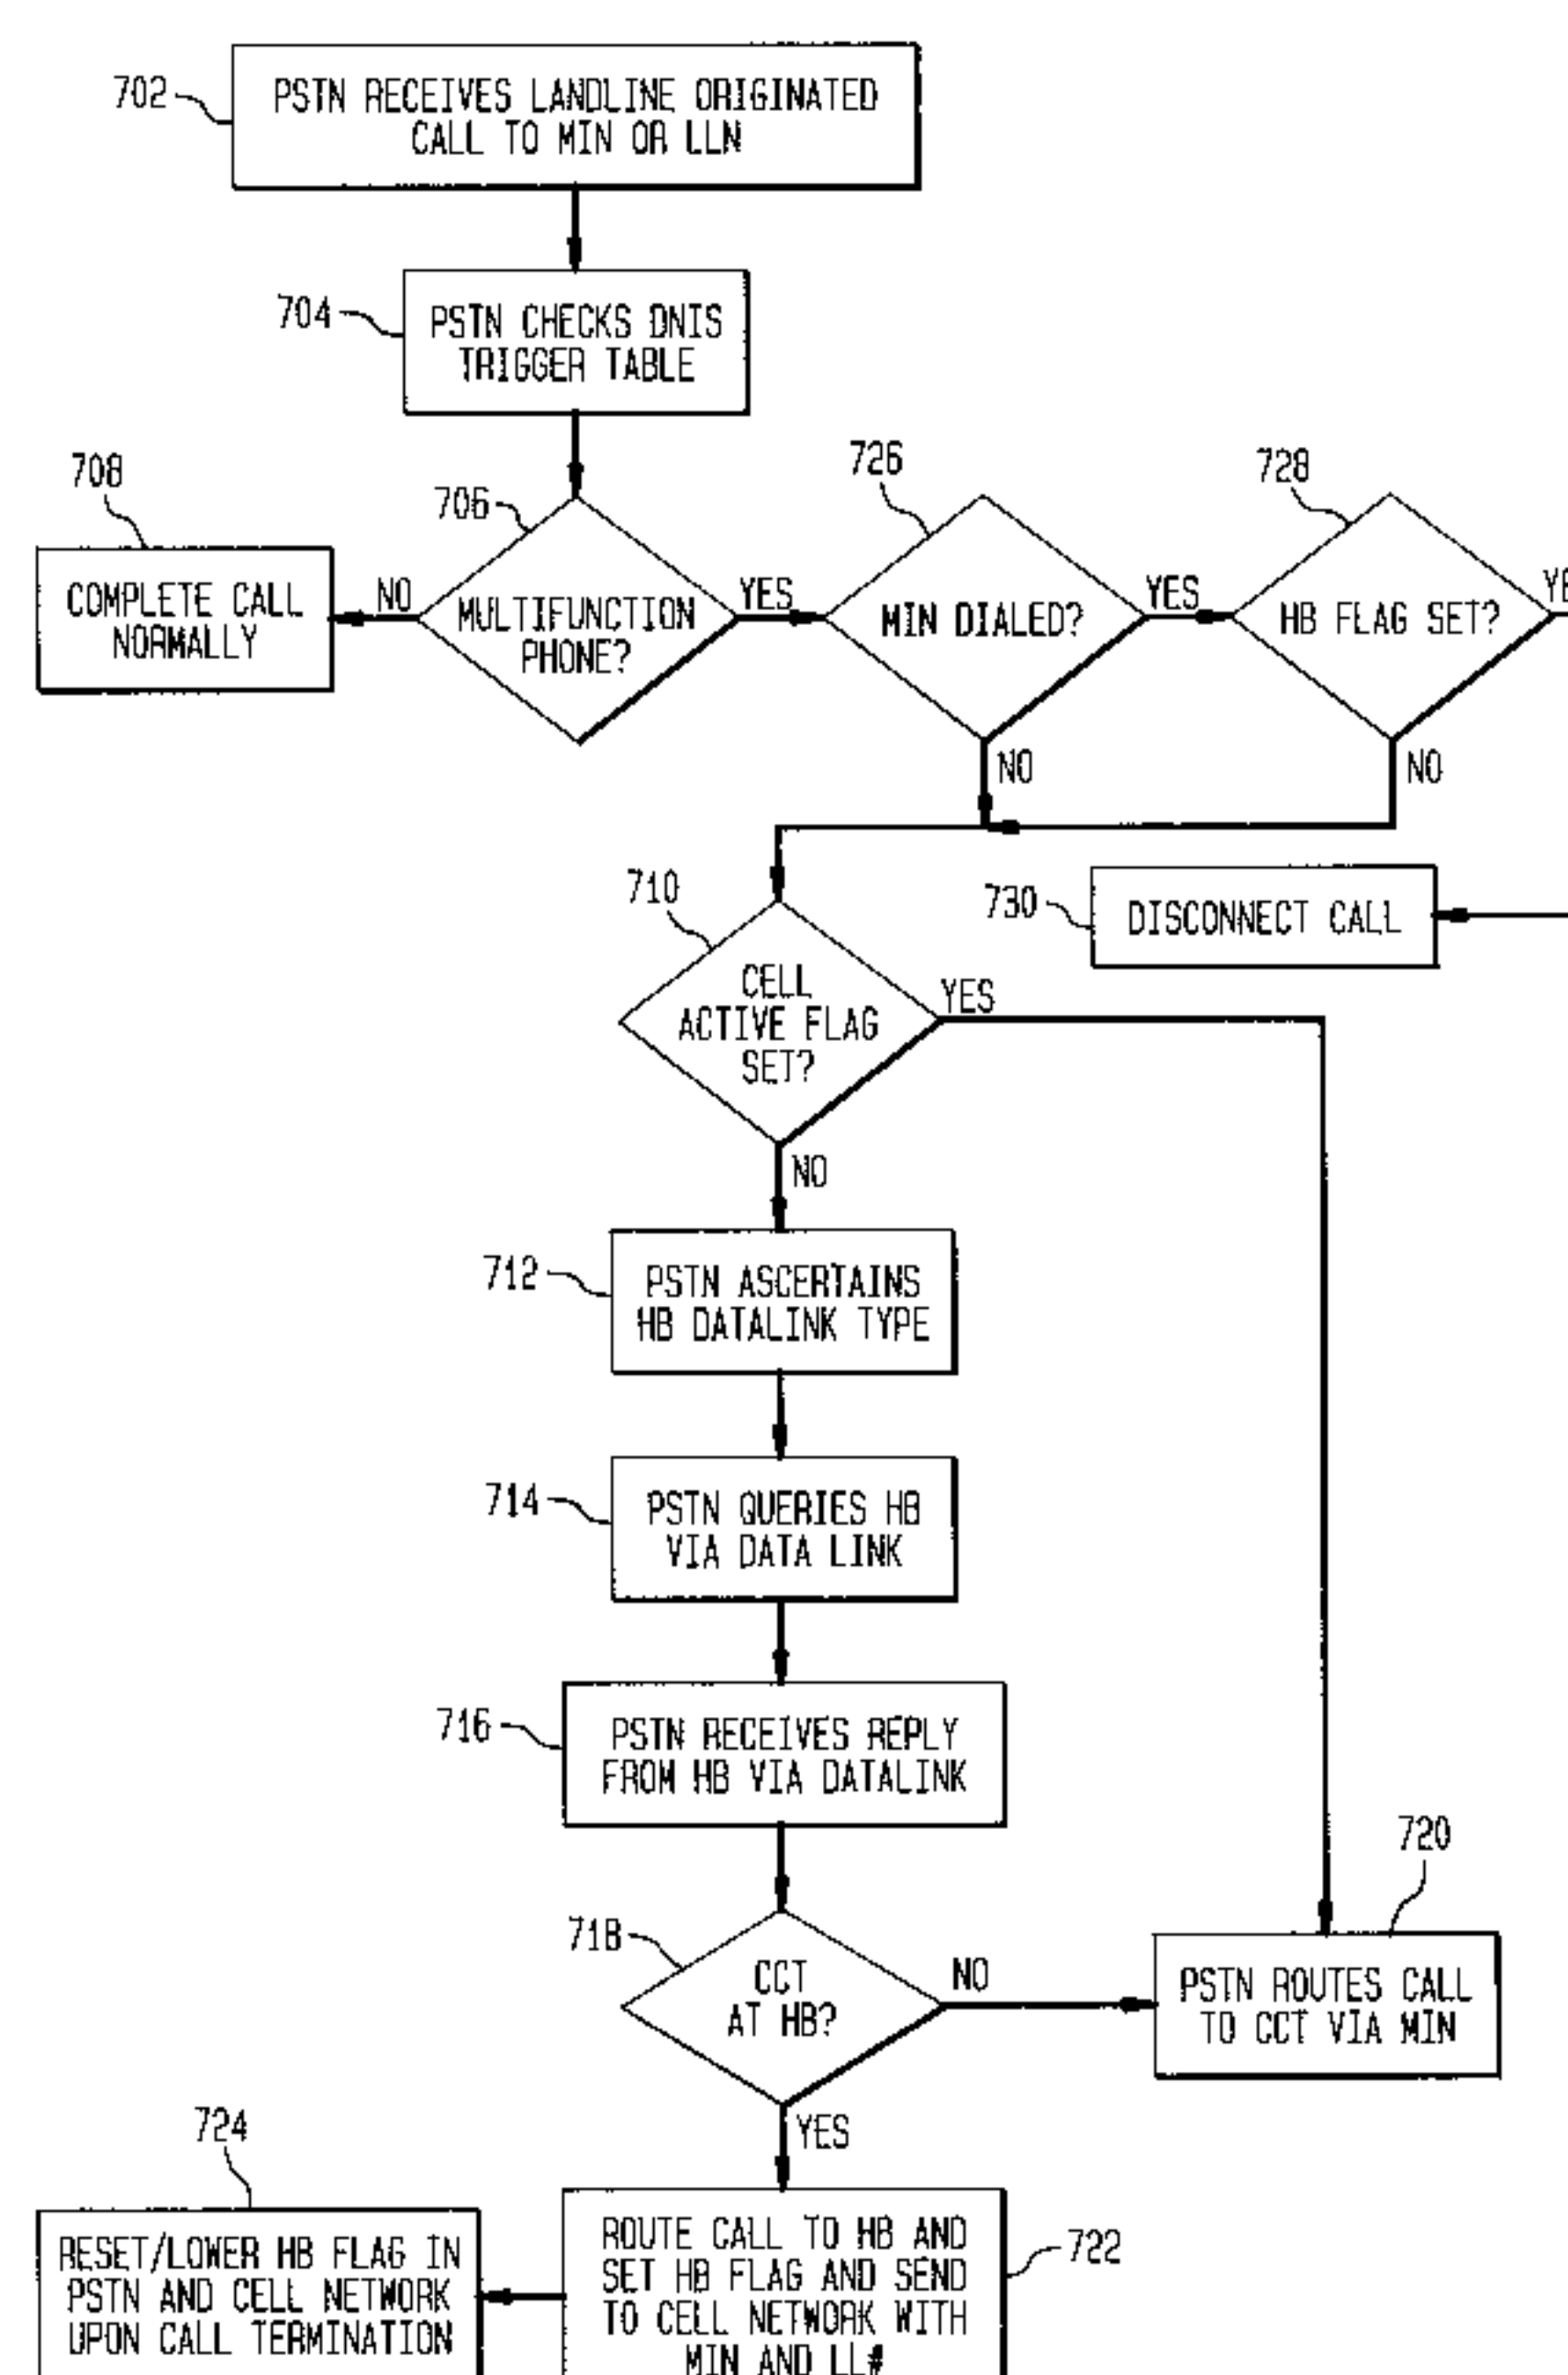 702
PSTN RECEIVES LANDLINE ORIGINATED
CALL TO MIN OR LLN
704
PSTN CHECKS DNIS
TRIGGER TABLE
708
COMPLETE CALL
NORMALLY
NO
706
MULTIFUNCTION
PHONE?
YES
726
MIN DIALED?
YES
NO
728
HB FLAG SET?
NO
730
DISCONNECT CALL
710
CELL
ACTIVE FLAG
SET?
YES
NO
712
PSTN ASCERTAINS
HB DATALINK TYPE
714
PSTN QUERIES HB
VIA DATA LINK
716
PSTN RECEIVES REPLY
FROM HB VIA DATALINK
718
CCT
AT HB?
NO
YES
720
PSTN ROUTES CALL
TO CCT VIA MIN
724
RESET/LOWER HB FLAG IN
PSTN AND CELL NETWORK
UPON CALL TERMINATION
ROUTE CALL TO HB AND
SET HB FLAG AND SEND
TO CELL NETWORK WITH
MIN AND LL#
722